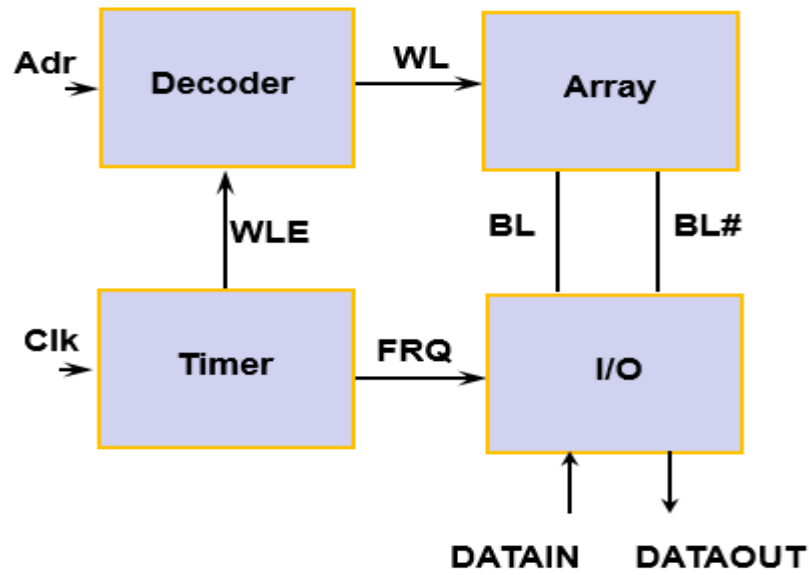 Adr
Decoder
WL
Array
WLE
BL
BL#
Clk
Timer
FRQ
I/O
DATAIN
DATAOUT